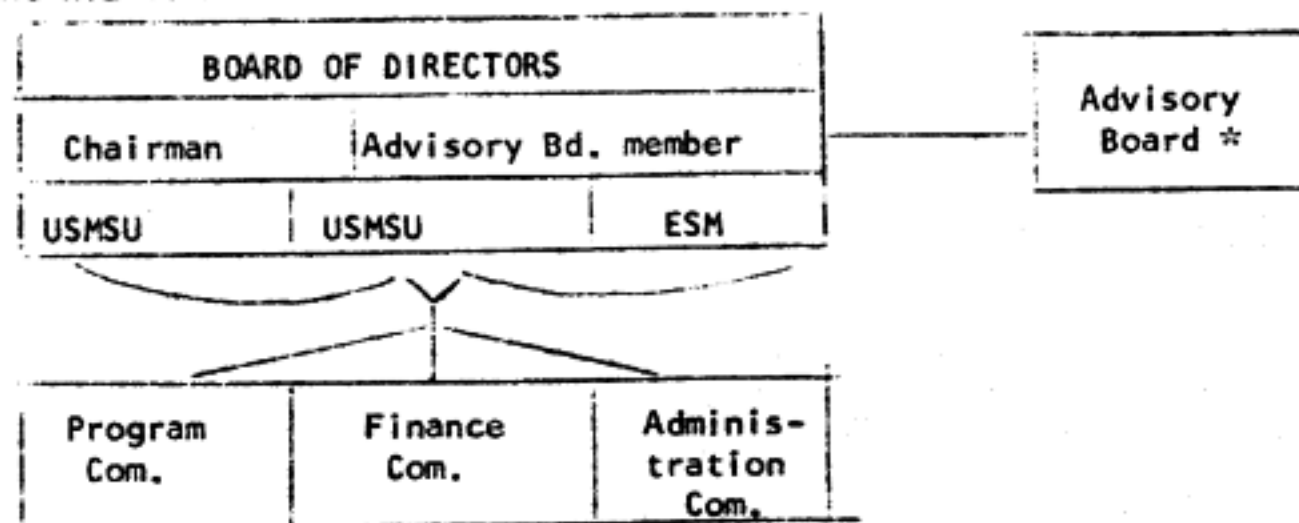 BOARD OF DIRECTORS
Chairman Advisory Bd. member
USMSU USMSU ESM
Advisory
Board *
Program
Com.
Finance
Com.
Adminis-
tration
Com.